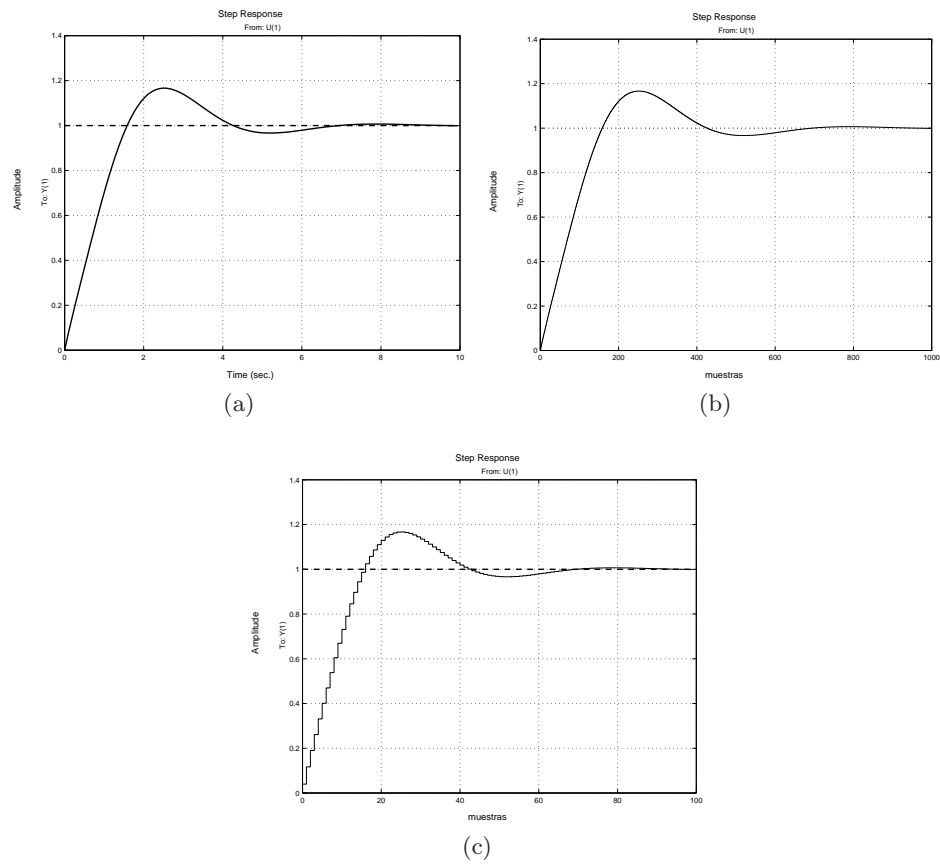 Step Response
From: U(1)
Amplitude
To: Y(1)
1.4
1.2
1
0.8
0.6
0.4
0.2
0
0 2 4 6 8 10
Time (sec.)
(a)
Step Response
From: U(1)
Amplitude
To: Y(1)
1.4
1.2
1
0.8
0.6
0.4
0.2
0
0 200 400 600 800 1000
muestras
(b)
Step Response
From: U(1)
Amplitude
To: Y(1)
1.4
1.2
1
0.8
0.6
0.4
0.2
0
0 20 40 60 80 100
muestras
(c)